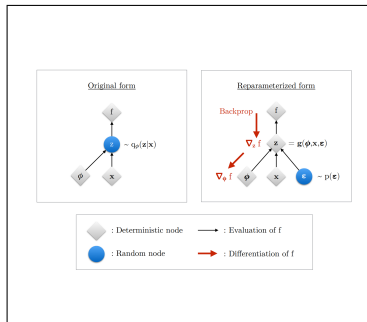 Original form
f
z ~ qφ(z|x)
φ x
Reparameterized form
f
Backprop
∇z f z = g(φ,x,ε)
∇φ f φ x ε ~ p(ε)
: Deterministic node : Evaluation of f
: Random node : Differentiation of f